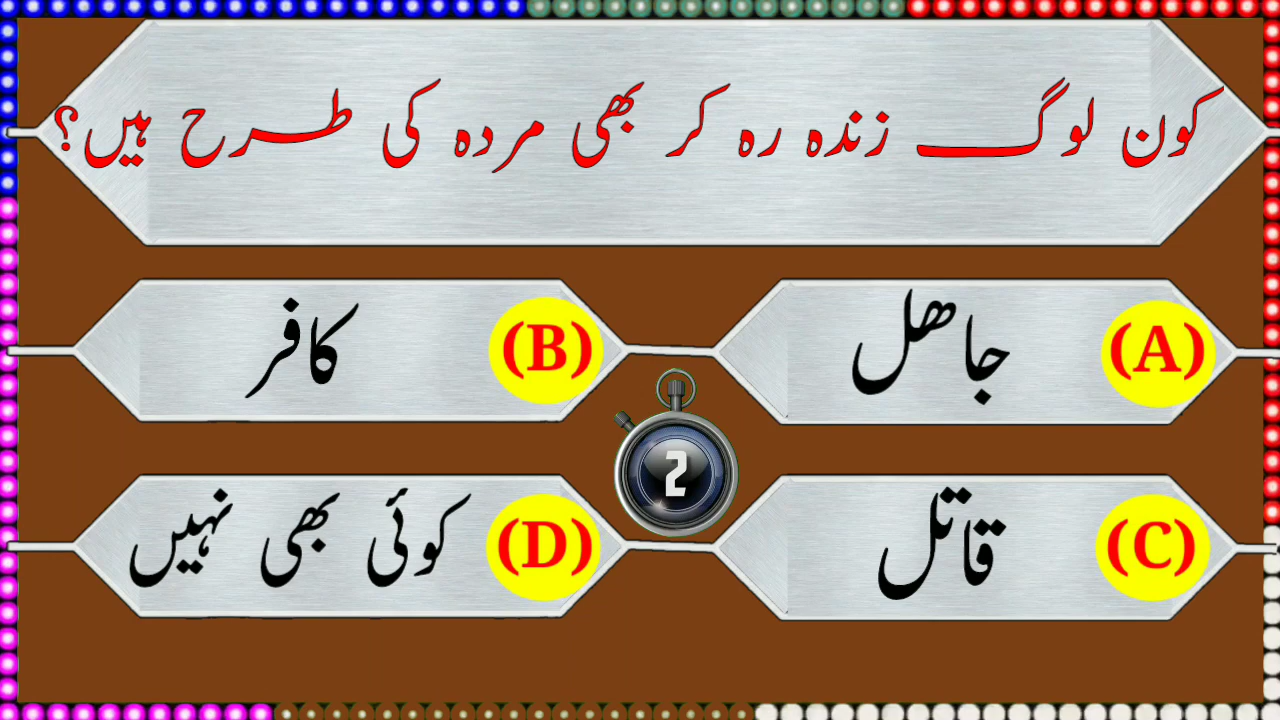 کون لوگ زندہ رہ کر بھی مردہ کی طرح ہیں؟
(A) جاھل
(B) کافر
2
(C) قاتل
(D) کوئی بھی نہیں